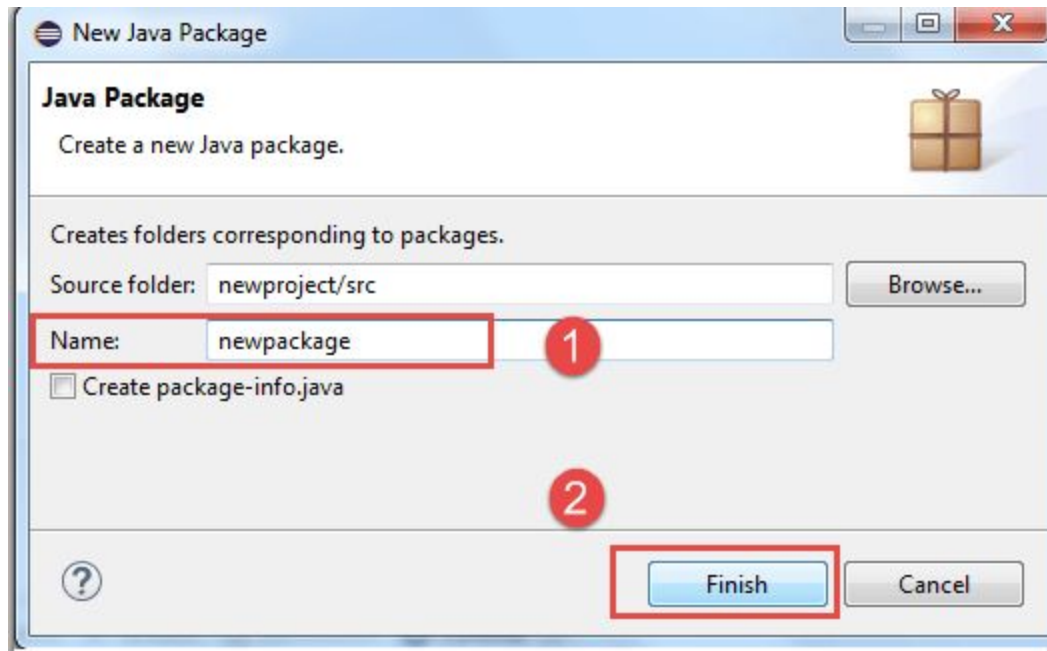 New Java Package
Java Package
Create a new Java package.
Creates folders corresponding to packages.
Source folder: newproject/src Browse...
Name: newpackage 1
Create package-info.java
2
? Finish Cancel